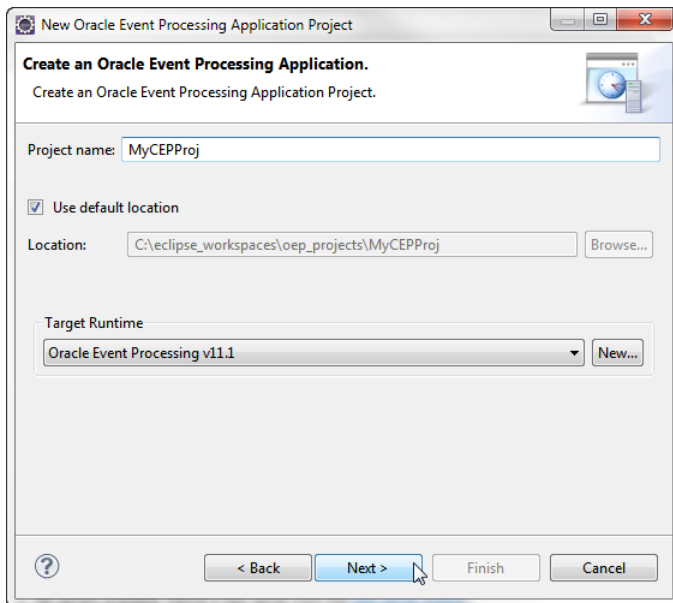 New Oracle Event Processing Application Project
Create an Oracle Event Processing Application.
Create an Oracle Event Processing Application Project.
Project name: MyCEPProj
Use default location
Location: C:\eclipse_workspaces\oep_projects\MyCEPProj Browse...
Target Runtime
Oracle Event Processing v11.1 New...
? < Back Next > Finish Cancel